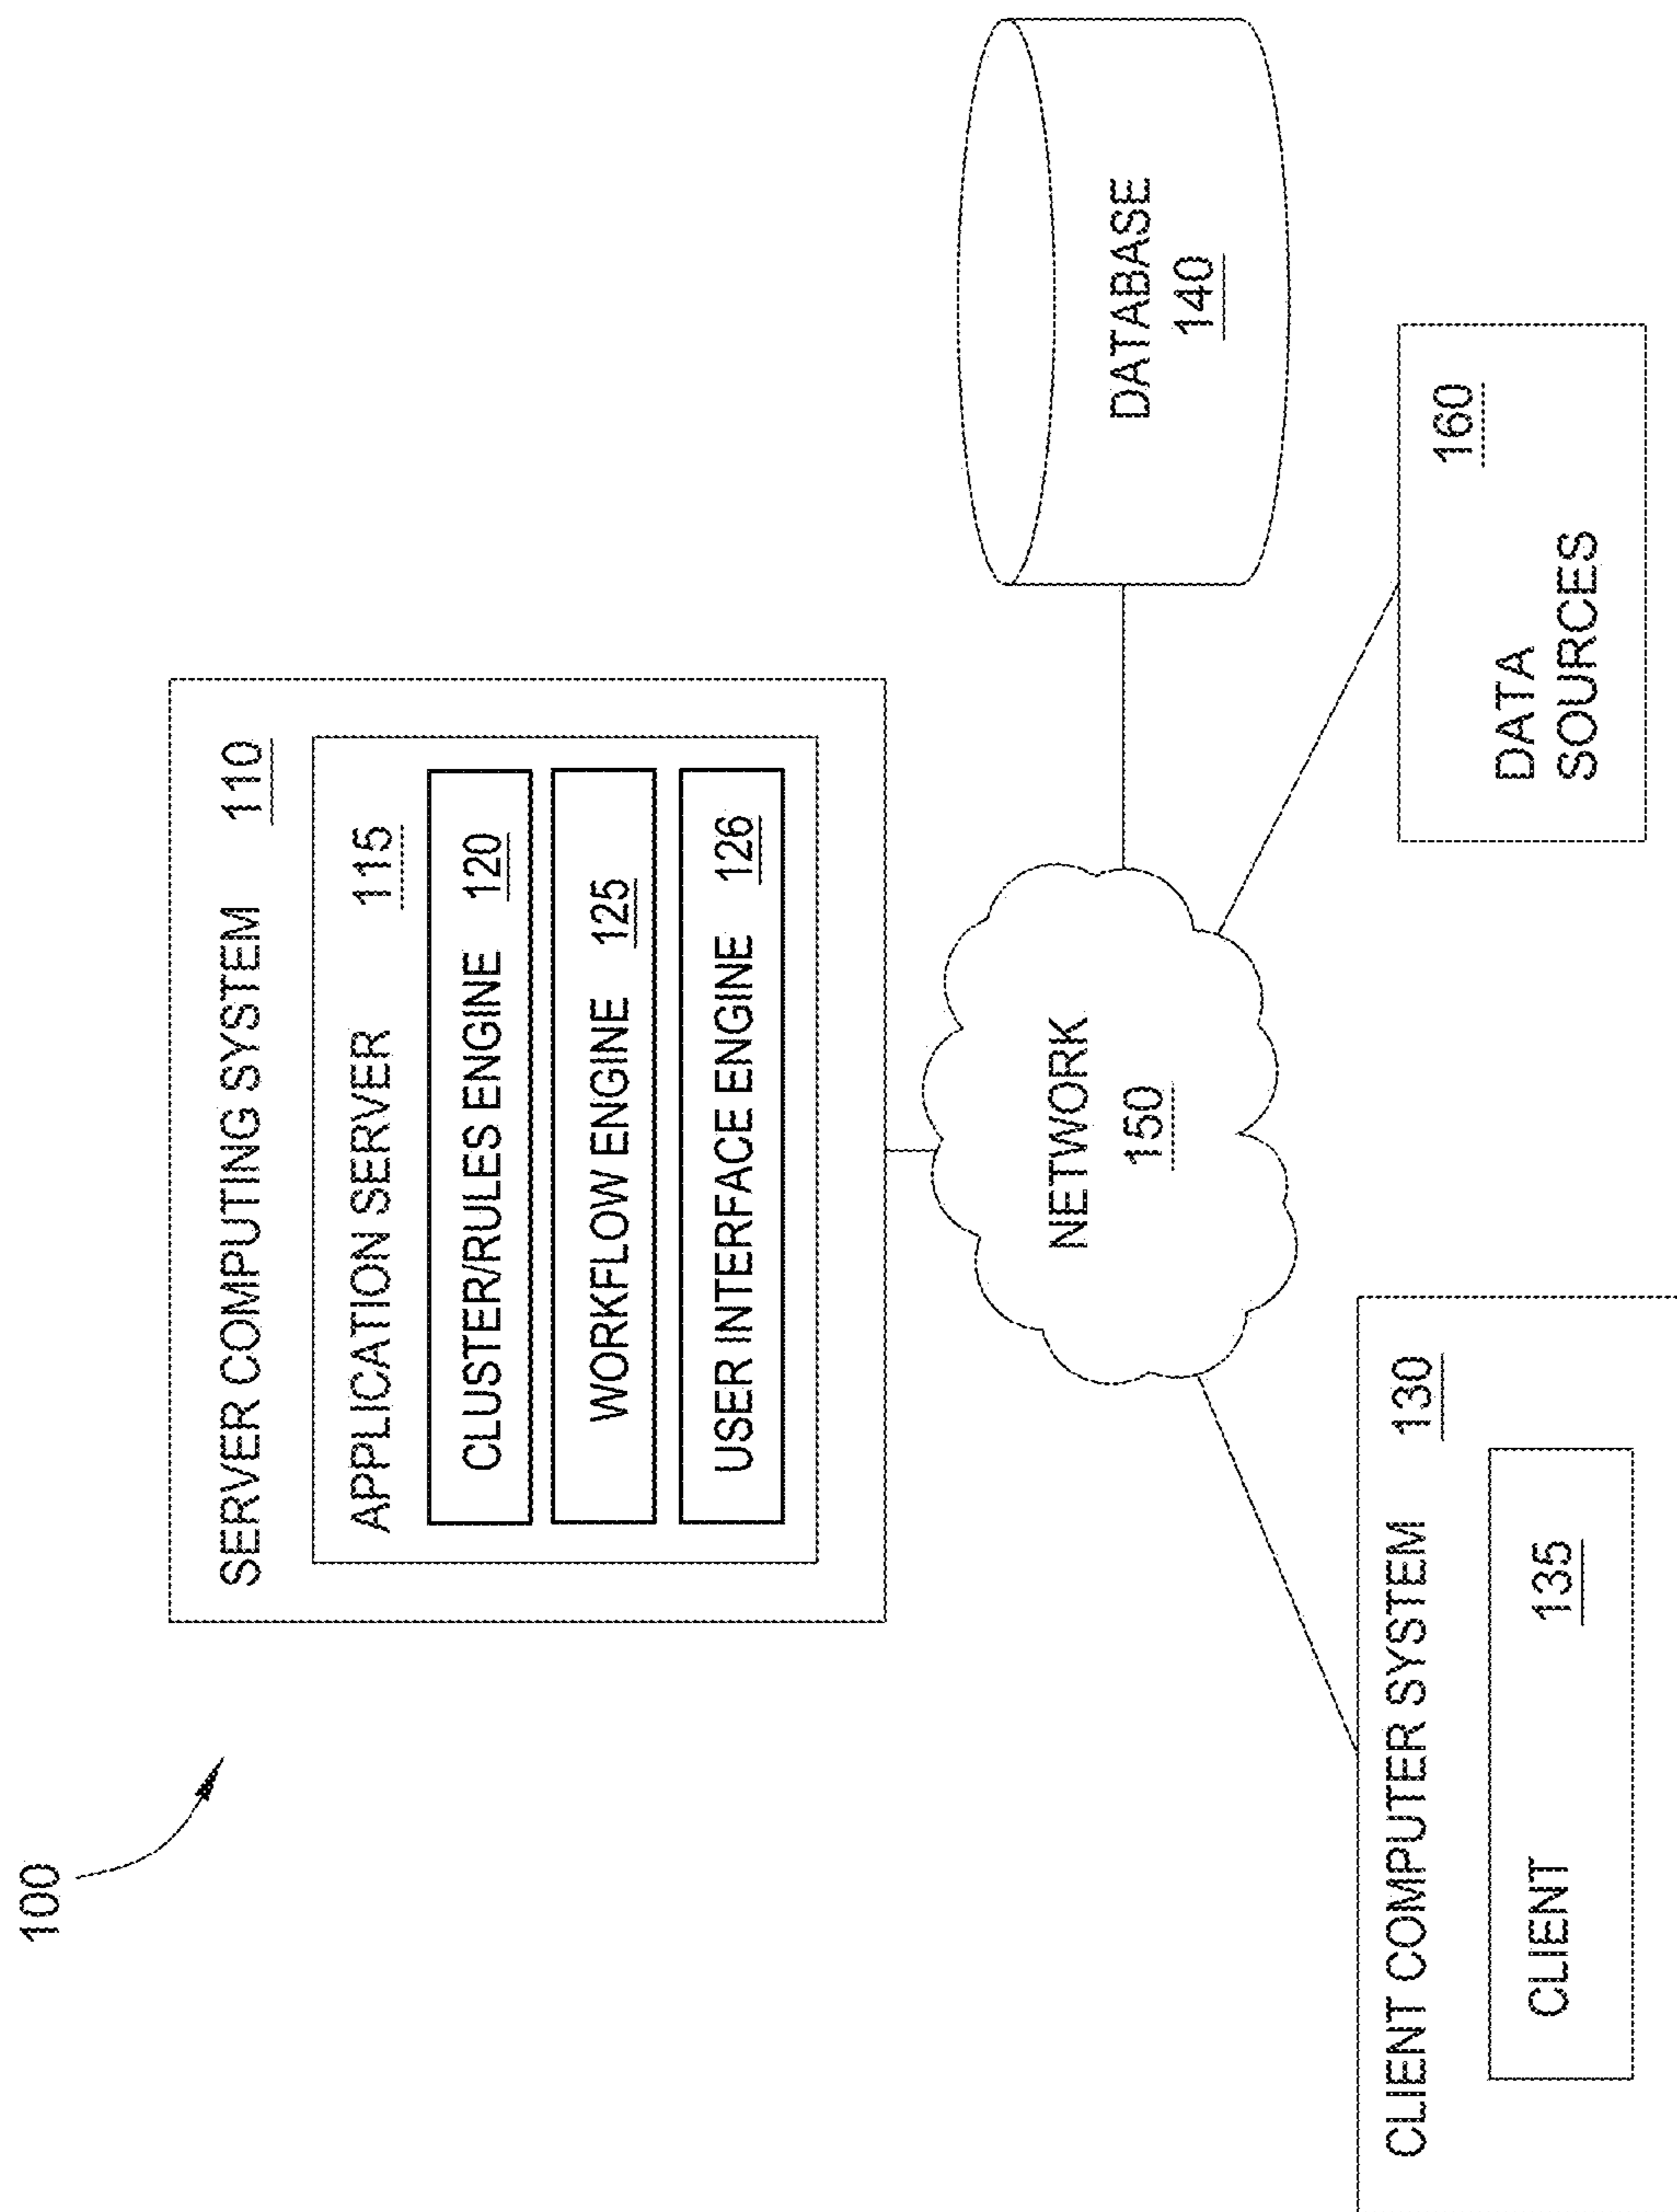 100
SERVER COMPUTING SYSTEM 110
APPLICATION SERVER 115
CLUSTER/RULES ENGINE 120
WORKFLOW ENGINE 125
USER INTERFACE ENGINE 126
NETWORK
150
DATABASE
140
CLIENT COMPUTER SYSTEM 130
CLIENT 135
160
DATA
SOURCES